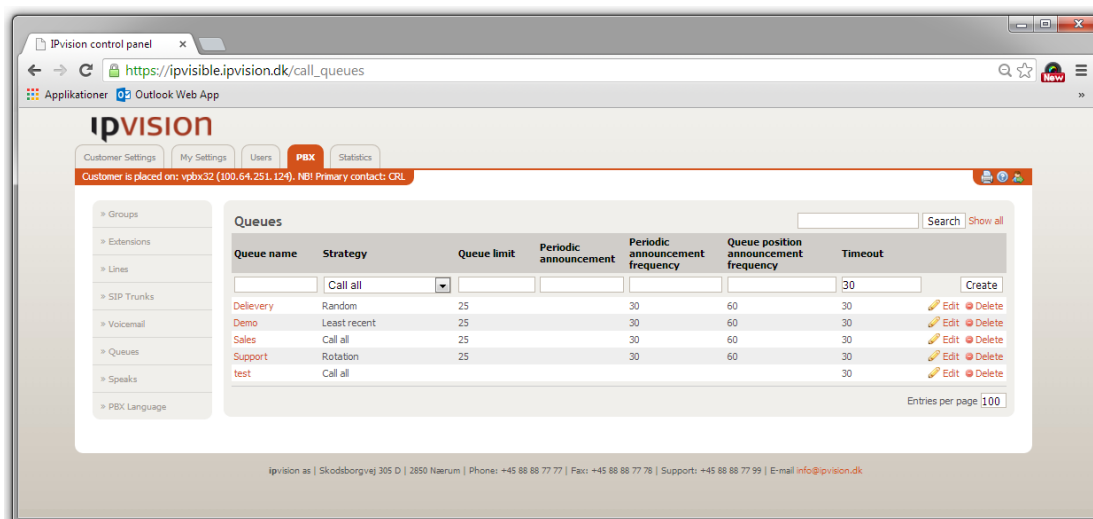 IPvision control panel
https://ipvisible.ipvision.dk/call_queues
New
Applikationer Outlook Web App »
ipvision
Customer Settings My Settings Users PBX Statistics
Customer is placed on: vpbx32 (100.64.251.124). NB! Primary contact: CRL
» Groups
» Extensions
» Lines
» SIP Trunks
» Voicemail
» Queues
» Speaks
» PBX Language
Queues Search Show all
Queue name Strategy Queue limit Periodic announcement Periodic announcement frequency Queue position announcement frequency Timeout
Call all 30 Create
Delievery Random 25 30 60 30 Edit Delete
Demo Least recent 25 30 60 30 Edit Delete
Sales Call all 25 30 60 30 Edit Delete
Support Rotation 25 30 60 30 Edit Delete
test Call all 30 Edit Delete
Entries per page 100
ipvision as | Skodsborgvej 305 D | 2850 Nærum | Phone: +45 88 88 77 77 | Fax: +45 88 88 77 78 | Support: +45 88 88 77 99 | E-mail info@ipvision.dk